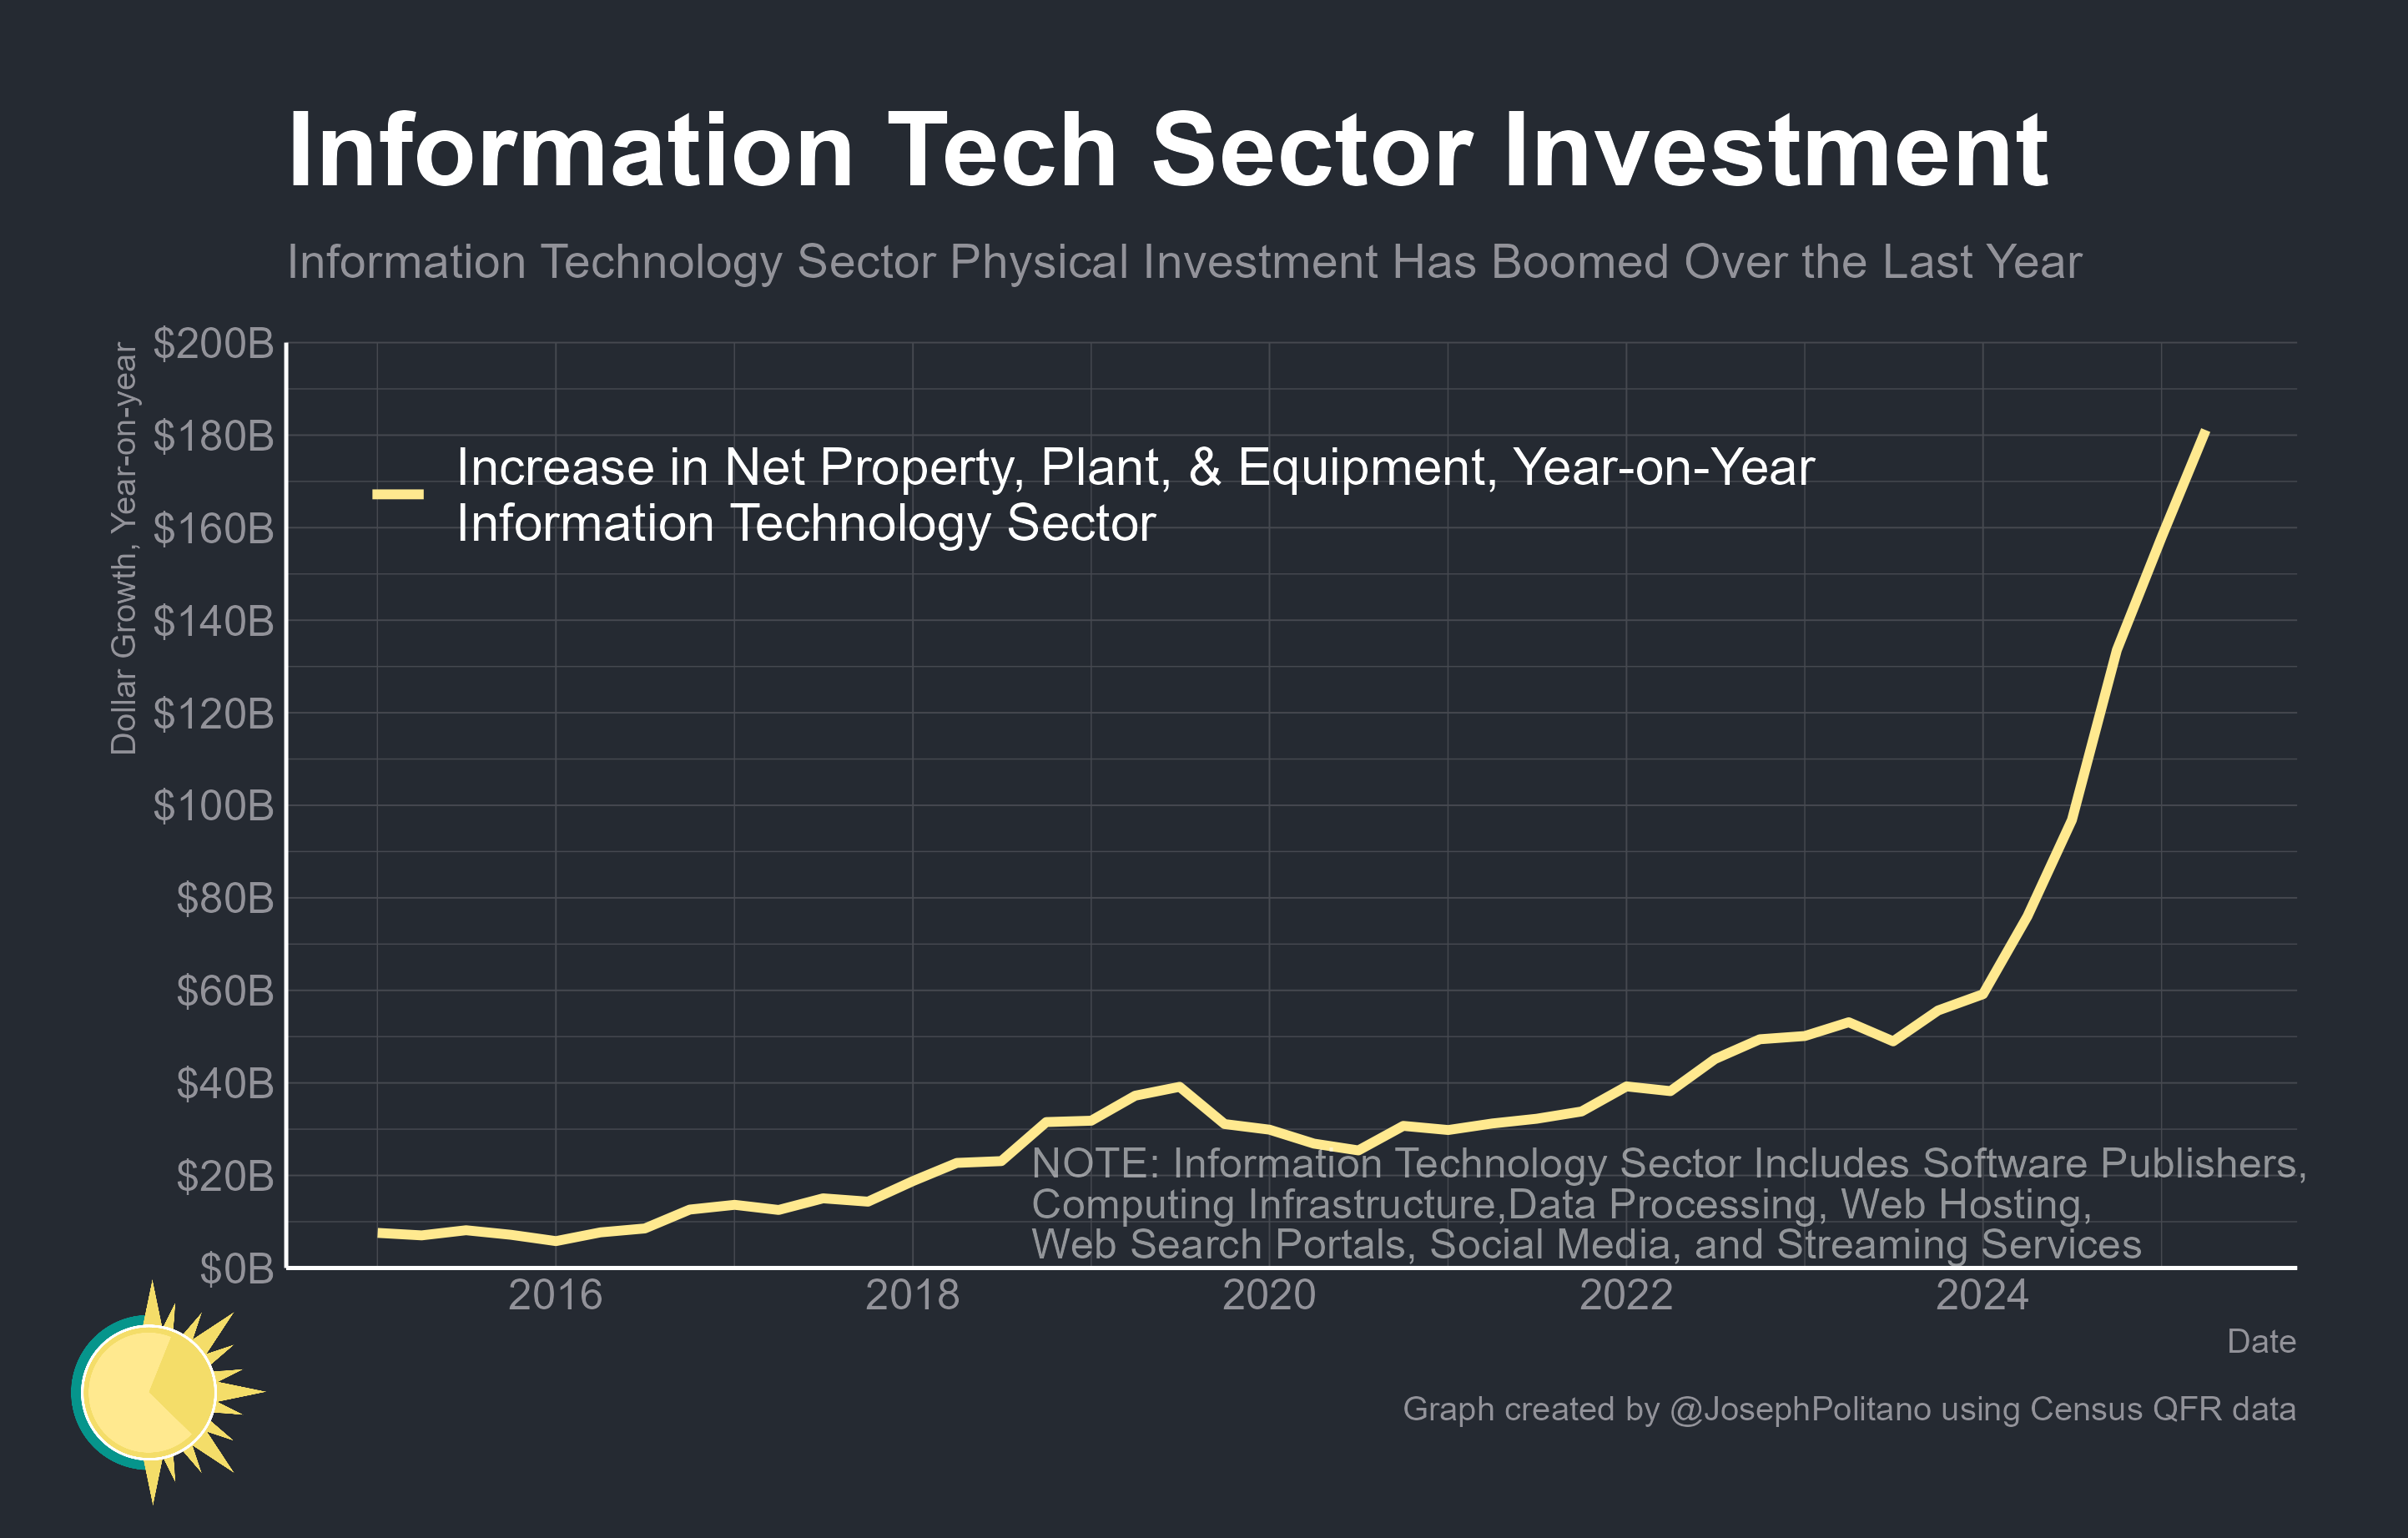 Information Tech Sector Investment
Information Technology Sector Physical Investment Has Boomed Over the Last Year
Dollar Growth, Year-on-year
$200B
$180B
$160B
$140B
$120B
$100B
$80B
$60B
$40B
$20B
$0B
Increase in Net Property, Plant, & Equipment, Year-on-Year
Information Technology Sector
NOTE: Information Technology Sector Includes Software Publishers,
Computing Infrastructure,Data Processing, Web Hosting,
Web Search Portals, Social Media, and Streaming Services
2016 2018 2020 2022 2024
Date
Graph created by @JosephPolitano using Census QFR data